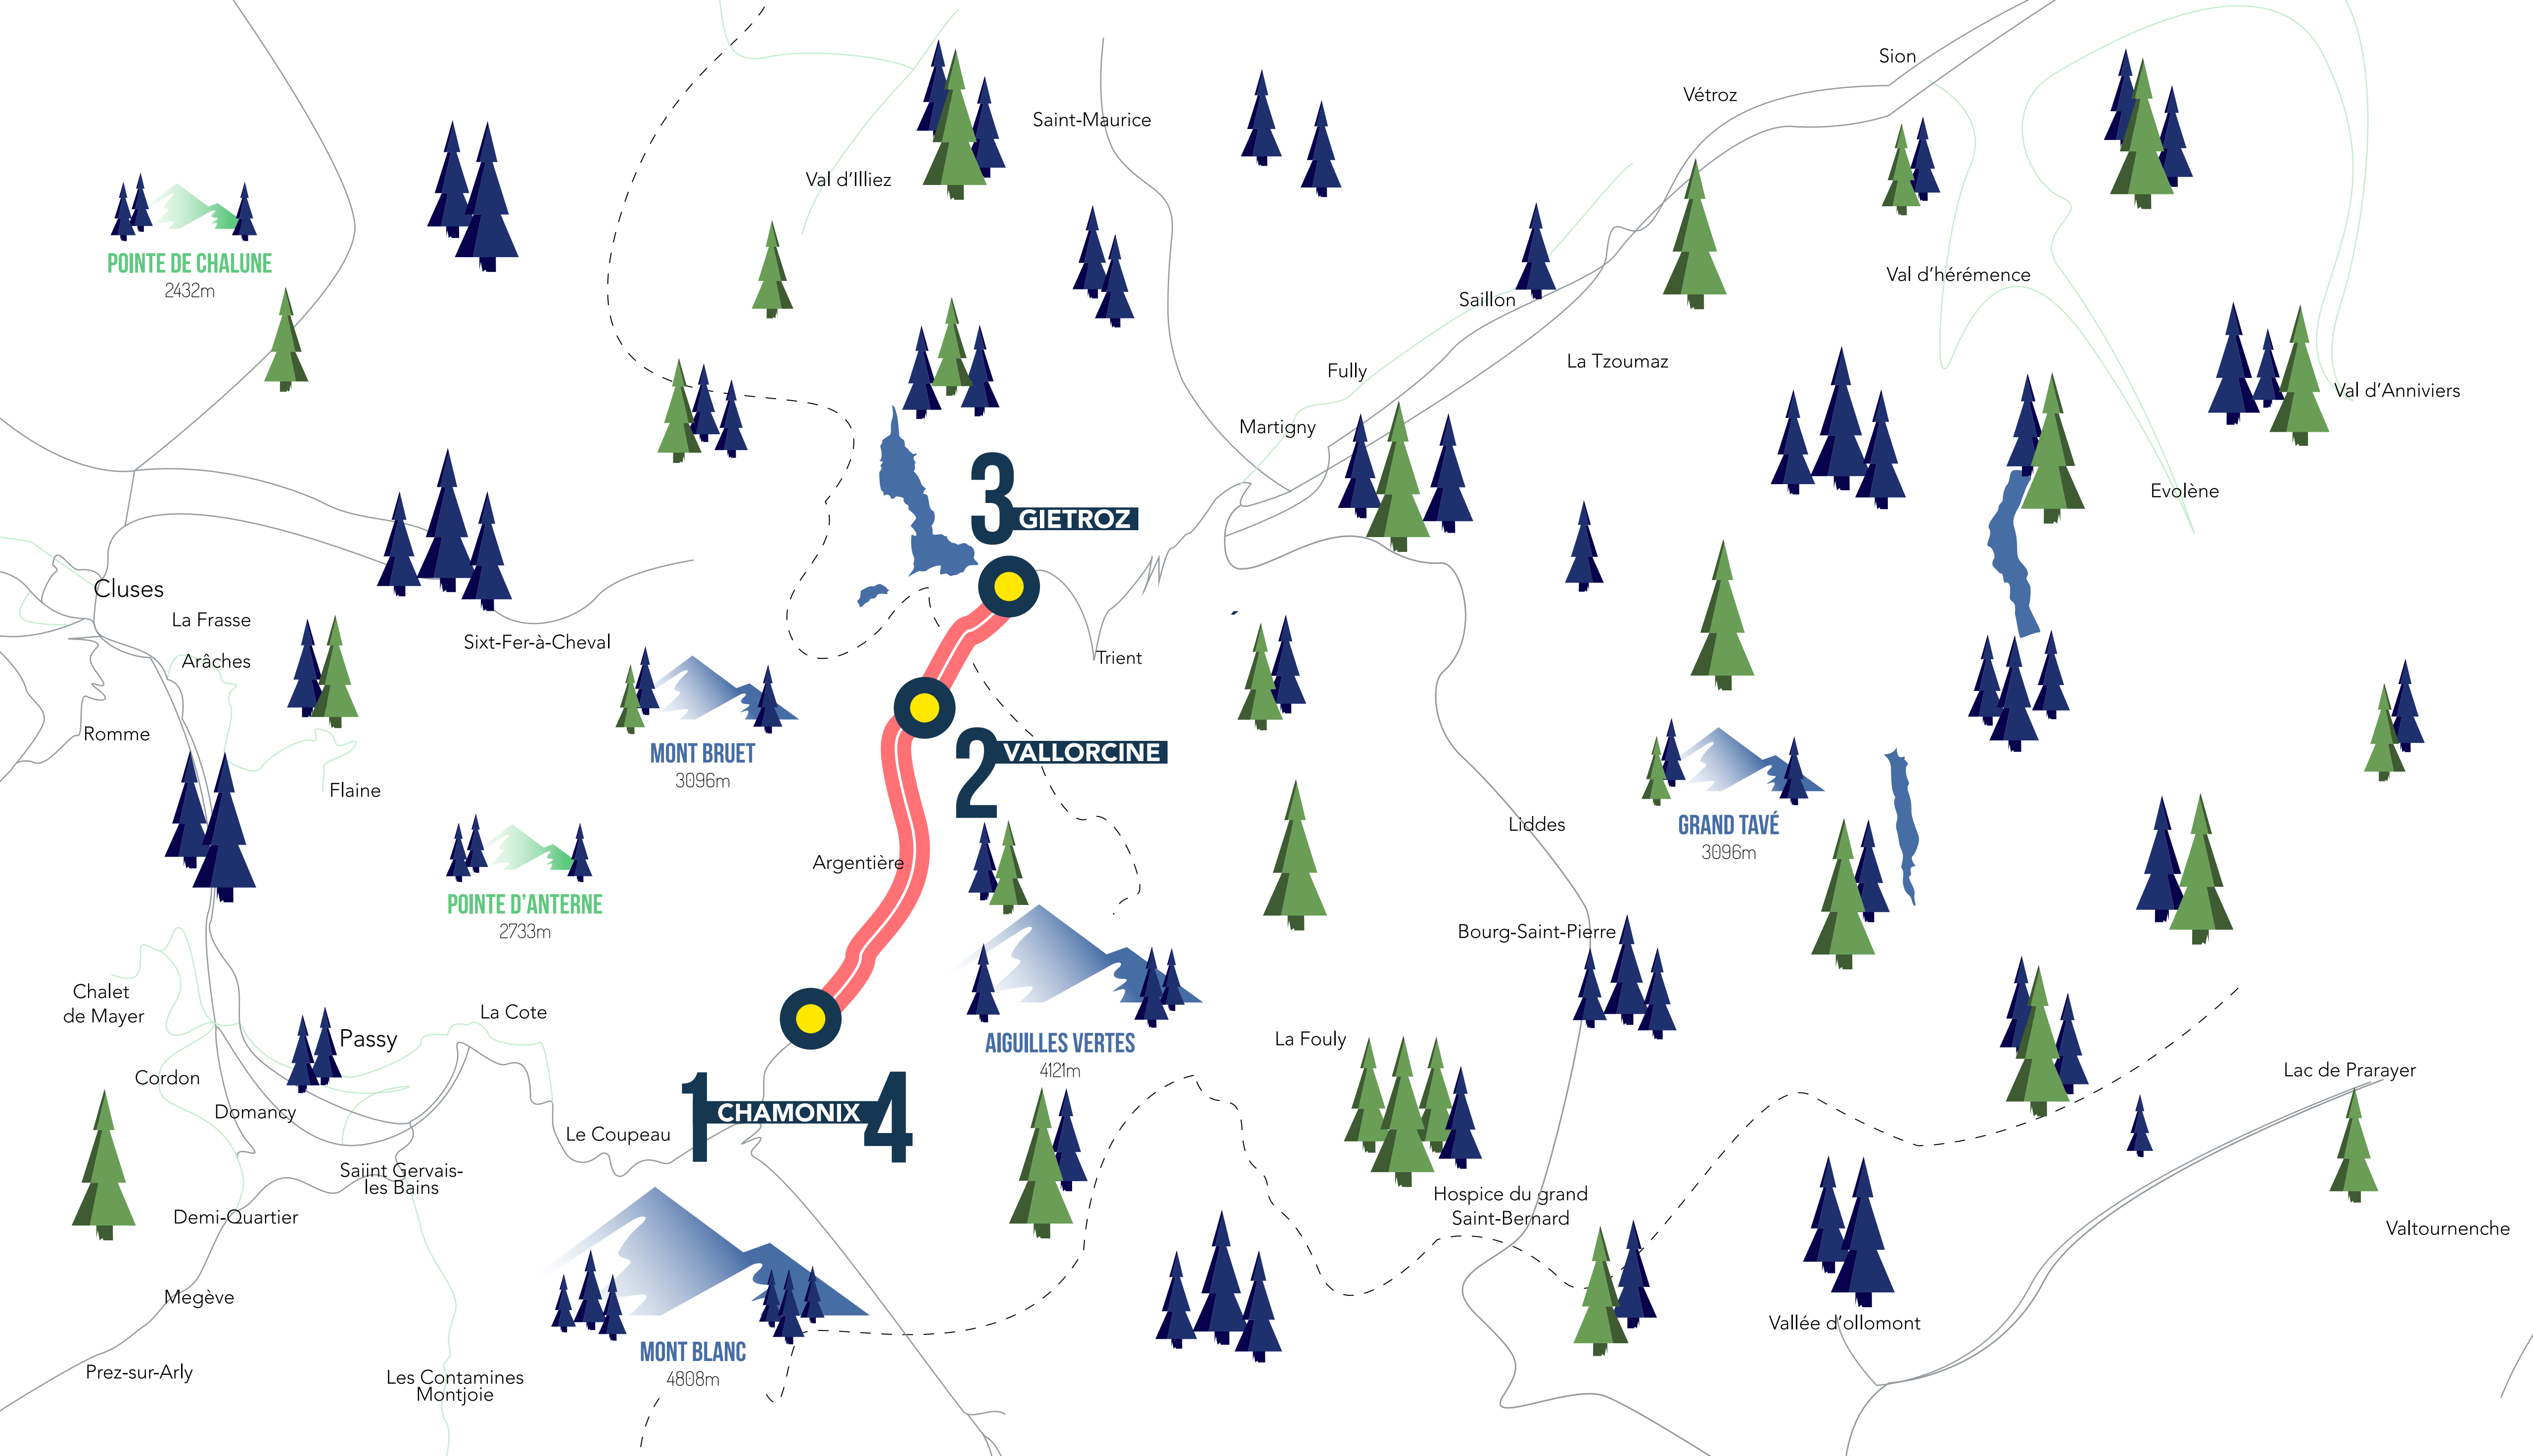 Sion
Vétroz
Saint-Maurice
Val d'Illiez
POINTE DE CHALUNE
2432m
Val d'hérémence
Saillon
La Tzoumaz
Fully
Val d'Anniviers
Martigny
Evolène
3 GIETROZ
Cluses
La Frasse
Sixt-Fer-à-Cheval
Arâches
Trient
Romme
MONT BRUET
3096m
2 VALLORCINE
Flaine
GRAND TAVÉ
3096m
Liddes
Argentière
POINTE D'ANTERNE
2733m
Bourg-Saint-Pierre
Chalet
de Mayer
La Cote
Passy
AIGUILLES VERTES
4121m
La Fouly
Lac de Prarayer
Cordon
Domancy
1 CHAMONIX 4
Le Coupeau
Saiint Gervais-
les Bains
Hospice du grand
Saint-Bernard
Demi-Quartier
Valtournenche
Megève
Vallée d'ollomont
MONT BLANC
4808m
Prez-sur-Arly
Les Contamines
Montjoie